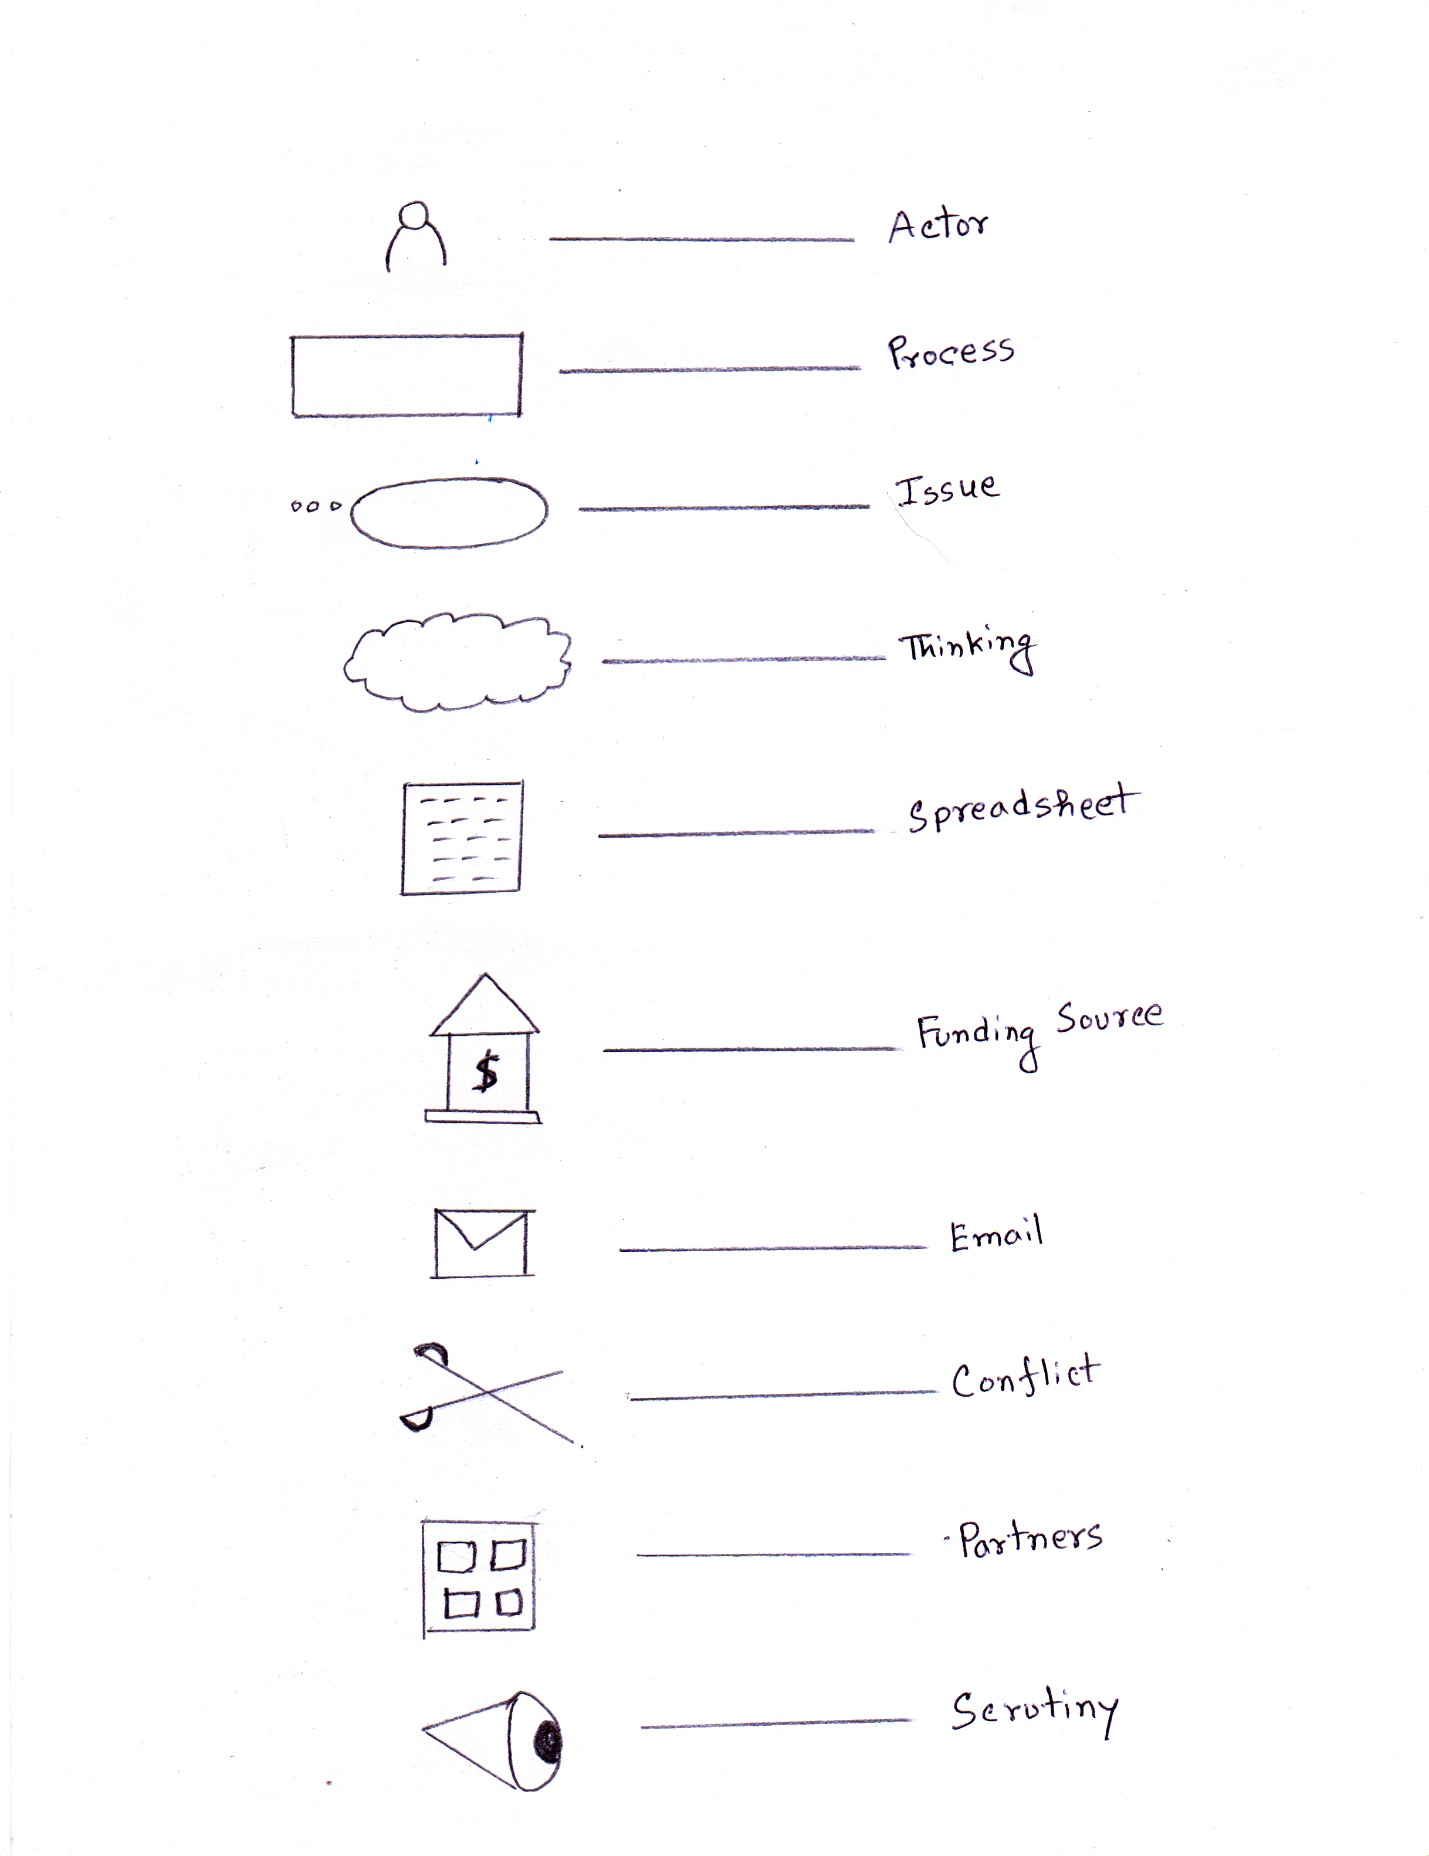 Actor
Process
Issue
Thinking
Spreadsheet
$
Funding Source
Email
Conflict
Partners
Scrutiny